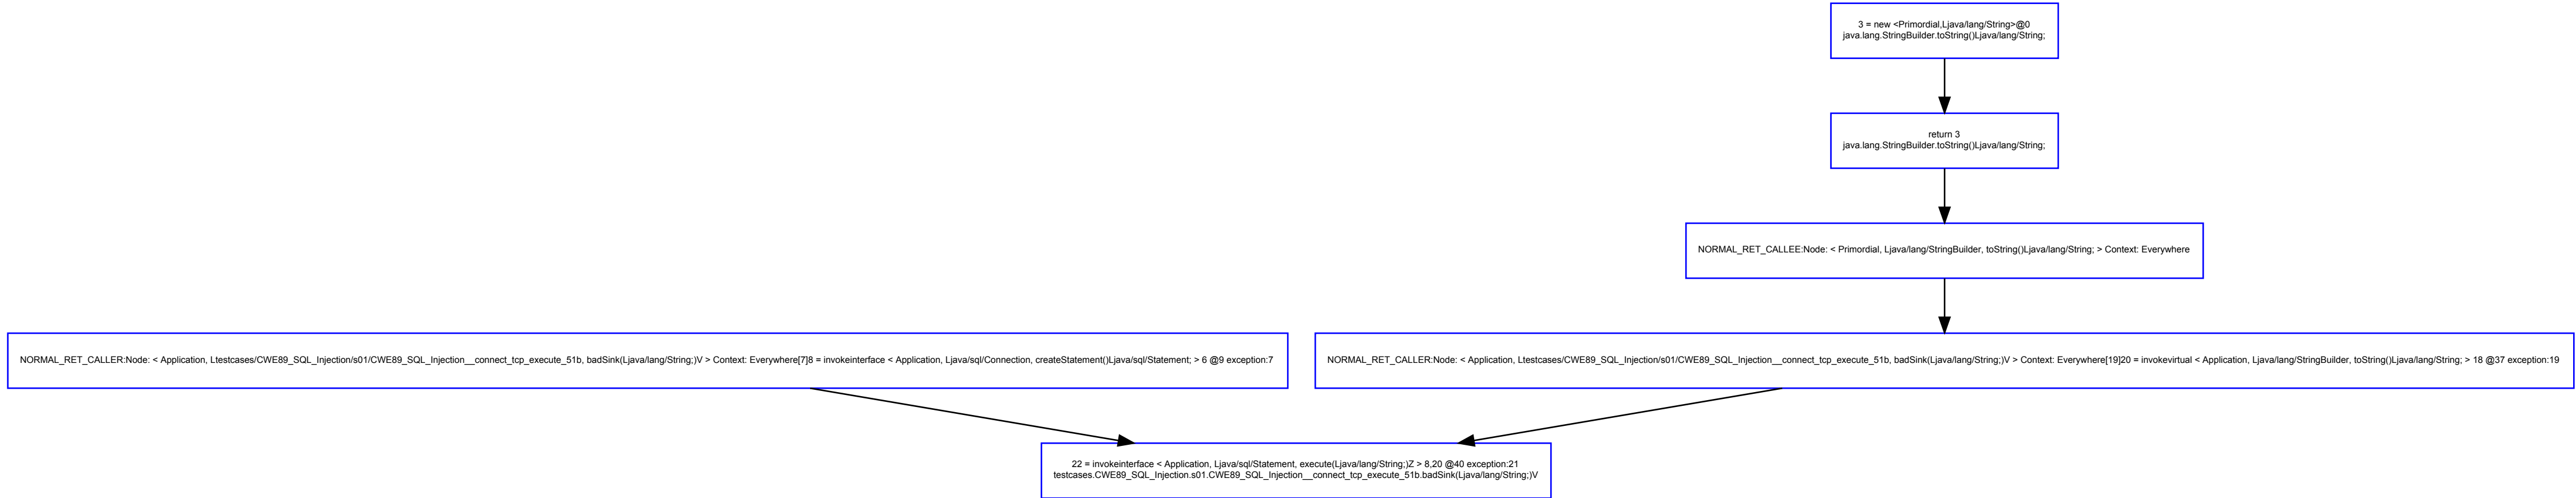 3 = new <Primordial,Ljava/lang/String>@0
java.lang.StringBuilder.toString()Ljava/lang/String;
return 3
java.lang.StringBuilder.toString()Ljava/lang/String;
NORMAL_RET_CALLEE:Node: < Primordial, Ljava/lang/StringBuilder, toString()Ljava/lang/String; > Context: Everywhere
NORMAL_RET_CALLER:Node: < Application, Ltestcases/CWE89_SQL_Injection/s01/CWE89_SQL_Injection__connect_tcp_execute_51b, badSink(Ljava/lang/String;)V > Context: Everywhere[7]8 = invokeinterface < Application, Ljava/sql/Connection, createStatement()Ljava/sql/Statement; > 6 @9 exception:7
NORMAL_RET_CALLER:Node: < Application, Ltestcases/CWE89_SQL_Injection/s01/CWE89_SQL_Injection__connect_tcp_execute_51b, badSink(Ljava/lang/String;)V > Context: Everywhere[19]20 = invokevirtual < Application, Ljava/lang/StringBuilder, toString()Ljava/lang/String; > 18 @37 exception:19
22 = invokeinterface < Application, Ljava/sql/Statement, execute(Ljava/lang/String;)Z > 8,20 @40 exception:21
testcases.CWE89_SQL_Injection.s01.CWE89_SQL_Injection__connect_tcp_execute_51b.badSink(Ljava/lang/String;)V